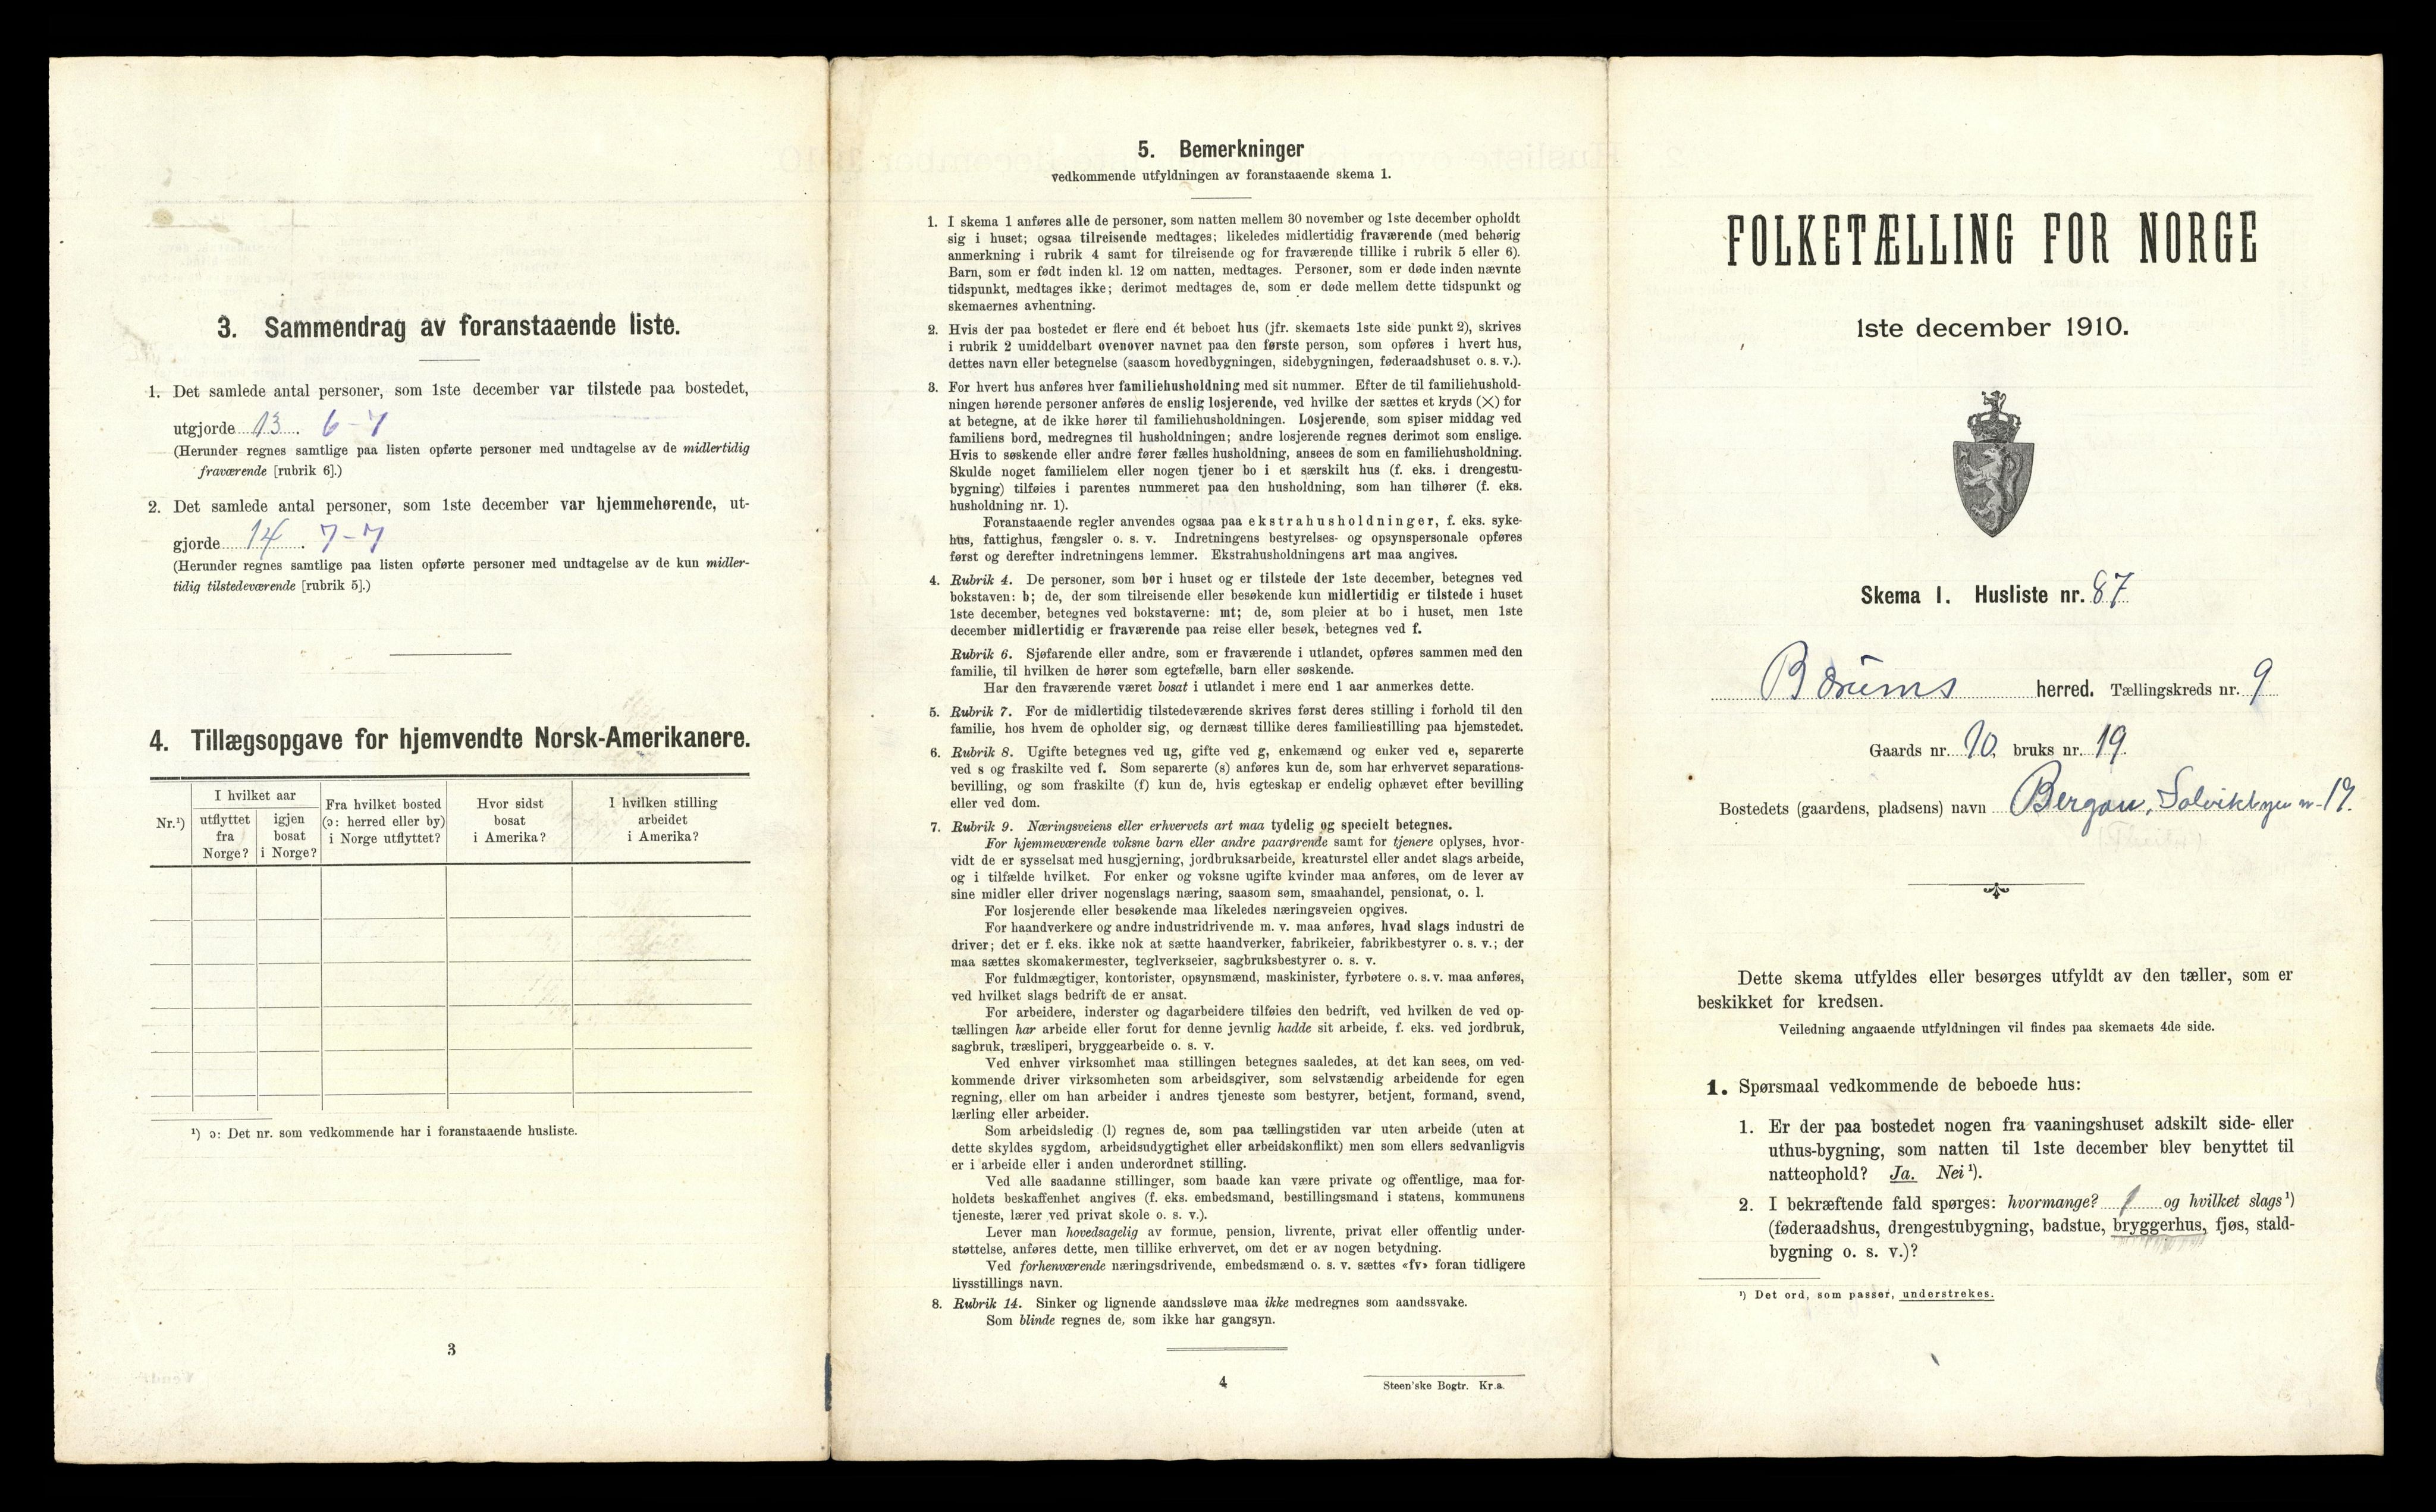 3. Sammendrag av foranstaaende liste.
1. Det samlede antal personer, som 1ste december var tilstede paa bostedet,
utgjorde 13. 6-7
(Herunder regnes samtlige paa listen opførte personer med undtagelse av de midlertidig
fraværende [rubrik 6].)
2. Det samlede antal personer, som 1ste december var hjemmehørende, ut-
gjorde 14. 7-7
(Herunder regnes samtlige paa listen opførte personer med undtagelse av de kun midler-
tidig tilstedeværende [rubrik 5].)
4. Tillægsopgave for hjemvendte Norsk-Amerikanere.
Nr.¹)
I hvilket aar
utflyttet
fra
Norge?
igjen
bosat
i Norge?
Fra hvilket bosted
(ɔ: herred eller by)
i Norge utflyttet?
Hvor sidst
bosat
i Amerika?
I hvilken stilling
arbeidet
i Amerika?
¹) ɔ: Det nr. som vedkommende har i foranstaaende husliste.
3
5. Bemerkninger
vedkommende utfyldningen av foranstaaende skema 1.
1. I skema 1 anføres alle de personer, som natten mellem 30 november og 1ste december opholdt
sig i huset; ogsaa tilreisende medtages; likeledes midlertidig fraværende (med behørig
anmerkning i rubrik 4 samt for tilreisende og for fraværende tillike i rubrik 5 eller 6).
Barn, som er født inden kl. 12 om natten, medtages. Personer, som er døde inden nævnte
tidspunkt, medtages ikke; derimot medtages de, som er døde mellem dette tidspunkt og
skemaernes avhentning.
2. Hvis der paa bostedet er flere end ét beboet hus (jfr. skemaets 1ste side punkt 2), skrives
i rubrik 2 umiddelbart ovenover navnet paa den første person, som opføres i hvert hus,
dettes navn eller betegnelse (saasom hovedbygningen, sidebygningen, føderaadshuset o. s. v.).
3. For hvert hus anføres hver familiehusholdning med sit nummer. Efter de til familiehushold-
ningen hørende personer anføres de enslig losjerende, ved hvilke der sættes et kryds (×) for
at betegne, at de ikke hører til familiehusholdningen. Losjerende, som spiser middag ved
familiens bord, medregnes til husholdningen; andre losjerende regnes derimot som enslige.
Hvis to søskende eller andre fører fælles husholdning, ansees de som en familiehusholdning.
Skulde noget familielem eller nogen tjener bo i et særskilt hus (f. eks. i drengestu-
bygning) tilføies i parentes nummeret paa den husholdning, som han tilhører (f. eks.
husholdning nr. 1).
Foranstaaende regler anvendes ogsaa paa ekstrahusholdninger, f. eks. syke-
hus, fattighus, fængsler o. s. v. Indretningens bestyrelses- og opsynspersonale opføres
først og derefter indretningens lemmer. Ekstrahusholdningens art maa angives.
4. Rubrik 4. De personer, som bor i huset og er tilstede der 1ste december, betegnes ved
bokstaven: b; de, der som tilreisende eller besøkende kun midlertidig er tilstede i huset
1ste december, betegnes ved bokstaverne: mt; de, som pleier at bo i huset, men 1ste
december midlertidig er fraværende paa reise eller besøk, betegnes ved f.
Rubrik 6. Sjøfarende eller andre, som er fraværende i utlandet, opføres sammen med den
familie, til hvilken de hører som egtefælle, barn eller søskende.
Har den fraværende været bosat i utlandet i mere end 1 aar anmerkes dette.
5. Rubrik 7. For de midlertidig tilstedeværende skrives først deres stilling i forhold til den
familie, hos hvem de opholder sig, og dernæst tillike deres familiestilling paa hjemstedet.
6. Rubrik 8. Ugifte betegnes ved ug, gifte ved g, enkemænd og enker ved e, separerte
ved s og fraskilte ved f. Som separerte (s) anføres kun de, som har erhvervet separations-
bevilling, og som fraskilte (f) kun de, hvis egteskap er endelig ophævet efter bevilling
eller ved dom.
7. Rubrik 9. Næringsveiens eller erhvervets art maa tydelig og specielt betegnes.
For hjemmeværende voksne barn eller andre paarørende samt for tjenere oplyses, hvor-
vidt de er sysselsat med husgjerning, jordbruksarbeide, kreaturstel eller andet slags arbeide,
og i tilfælde hvilket. For enker og voksne ugifte kvinder maa anføres, om de lever av
sine midler eller driver nogenslags næring, saasom søm, smaahandel, pensionat, o. l.
For losjerende eller besøkende maa likeledes næringsveien opgives.
For haandverkere og andre industridrivende m. v. maa anføres, hvad slags industri de
driver; det er f. eks. ikke nok at sætte haandverker, fabrikeier, fabrikbestyrer o. s. v.; der
maa sættes skomakermester, teglverkseier, sagbruksbestyrer o. s. v.
For fuldmægtiger, kontorister, opsynsmænd, maskinister, fyrbøtere o. s. v. maa anføres,
ved hvilket slags bedrift de er ansat.
For arbeidere, inderster og dagarbeidere tilføies den bedrift, ved hvilken de ved op-
tællingen har arbeide eller forut for denne jevnlig hadde sit arbeide, f. eks. ved jordbruk,
sagbruk, træsliperi, bryggearbeide o. s. v.
Ved enhver virksomhet maa stillingen betegnes saaledes, at det kan sees, om ved-
kommende driver virksomheten som arbeidsgiver, som selvstændig arbeidende for egen
regning, eller om han arbeider i andres tjeneste som bestyrer, betjent, formand, svend,
lærling eller arbeider.
Som arbeidsledig (l) regnes de, som paa tællingstiden var uten arbeide (uten at
dette skyldes sygdom, arbeidsudygtighet eller arbeidskonflikt) men som ellers sedvanligvis
er i arbeide eller i anden underordnet stilling.
Ved alle saadanne stillinger, som baade kan være private og offentlige, maa for-
holdets beskaffenhet angives (f. eks. embedsmand, bestillingsmand i statens, kommunens
tjeneste, lærer ved privat skole o. s. v.).
Lever man hovedsagelig av formue, pension, livrente, privat eller offentlig under-
støttelse, anføres dette, men tillike erhvervet, om det er av nogen betydning.
Ved forhenværende næringsdrivende, embedsmænd o. s. v. sættes «fv» foran tidligere
livsstillings navn.
8. Rubrik 14. Sinker og lignende aandssløve maa ikke medregnes som aandssvake.
Som blinde regnes de, som ikke har gangsyn.
4
Steen'ske Bogtr. Kr.a.
FOLKETÆLLING FOR NORGE
1ste december 1910.
Skema I. Husliste nr. 87
Bærums herred. Tællingskreds nr. 9
Gaards nr. 10, bruks nr. 19.
Bostedets (gaardens, pladsens) navn Bergan, 19.
Dette skema utfyldes eller besørges utfyldt av den tæller, som er
beskikket for kredsen.
Veiledning angaaende utfyldningen vil findes paa skemaets 4de side.
1. Spørsmaal vedkommende de beboede hus:
1. Er der paa bostedet nogen fra vaaningshuset adskilt side- eller
uthus-bygning, som natten til 1ste december blev benyttet til
natteophold? Ja. Nei ¹).
2. I bekræftende fald spørges: hvormange? 1 og hvilket slags ¹)
(føderaadshus, drengestubygning, badstue, bryggerhus, fjøs, stald-
bygning o. s. v.)?
¹) Det ord, som passer, understrekes.